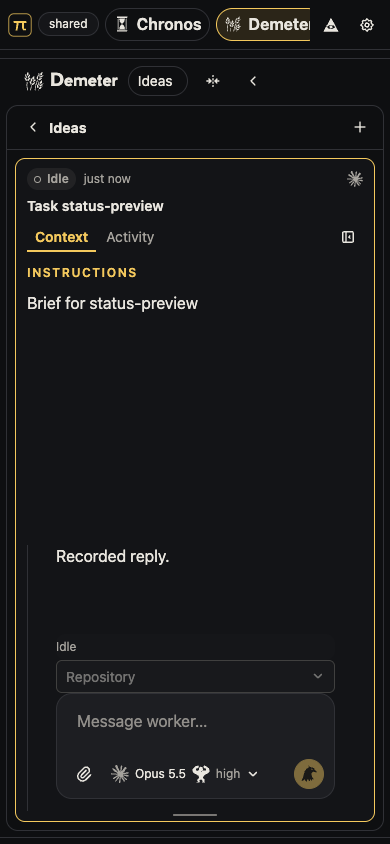 π shared Chronos Demeter
Demeter Ideas
Ideas
Idle just now
Task status-preview
Context Activity
INSTRUCTIONS
Brief for status-preview
Recorded reply.
Idle
Repository
Message worker...
Opus 5.5 high